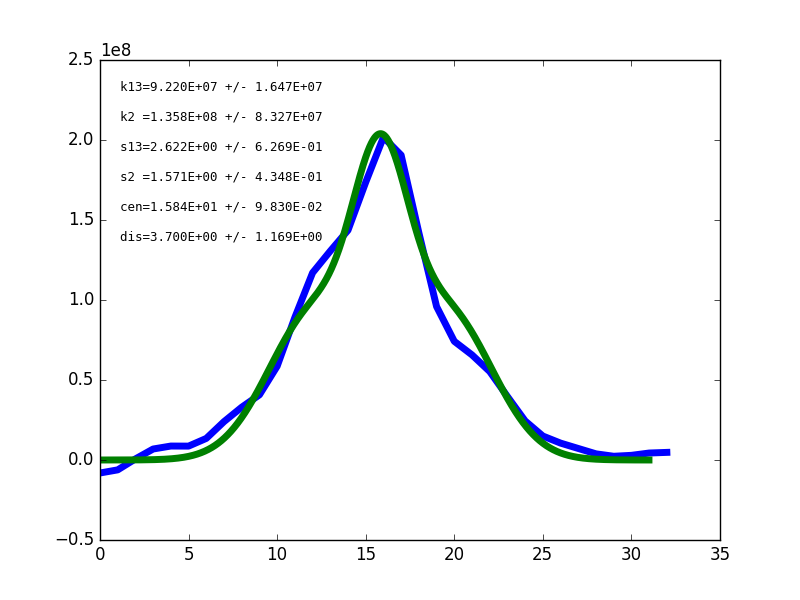 1e8
2.5
k13=9.220E+07 +/- 1.647E+07
k2 =1.358E+08 +/- 8.327E+07
2.0
s13=2.622E+00 +/- 6.269E-01
s2 =1.571E+00 +/- 4.348E-01
1.5
cen=1.584E+01 +/- 9.830E-02
dis=3.700E+00 +/- 1.169E+00
1.0
0.5
0.0
−0.5
0 5 10 15 20 25 30 35